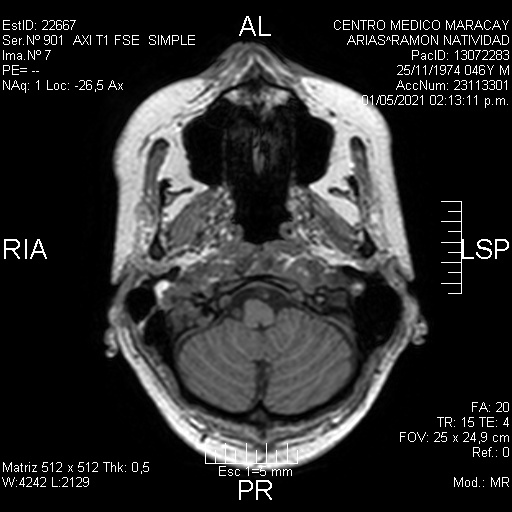 EstID: 22667
Ser.Nº 901 AXI T1 FSE SIMPLE
Ima.Nº 7
PE= --
NAq: 1 Loc: -26,5 Ax
AL
CENTRO MEDICO MARACAY
ARIAS^RAMON NATIVIDAD
PacID: 13072283
25/11/1974 046Y M
AccNum: 23113301
01/05/2021 02:13:11 p.m.
RIA
LSP
FA: 20
TR: 15 TE: 4
FOV: 25 x 24,9 cm
Ref.: 0
Mod.: MR
Esc 1=5 mm
PR
Matriz 512 x 512 Thk: 0,5
W:4242 L:2129